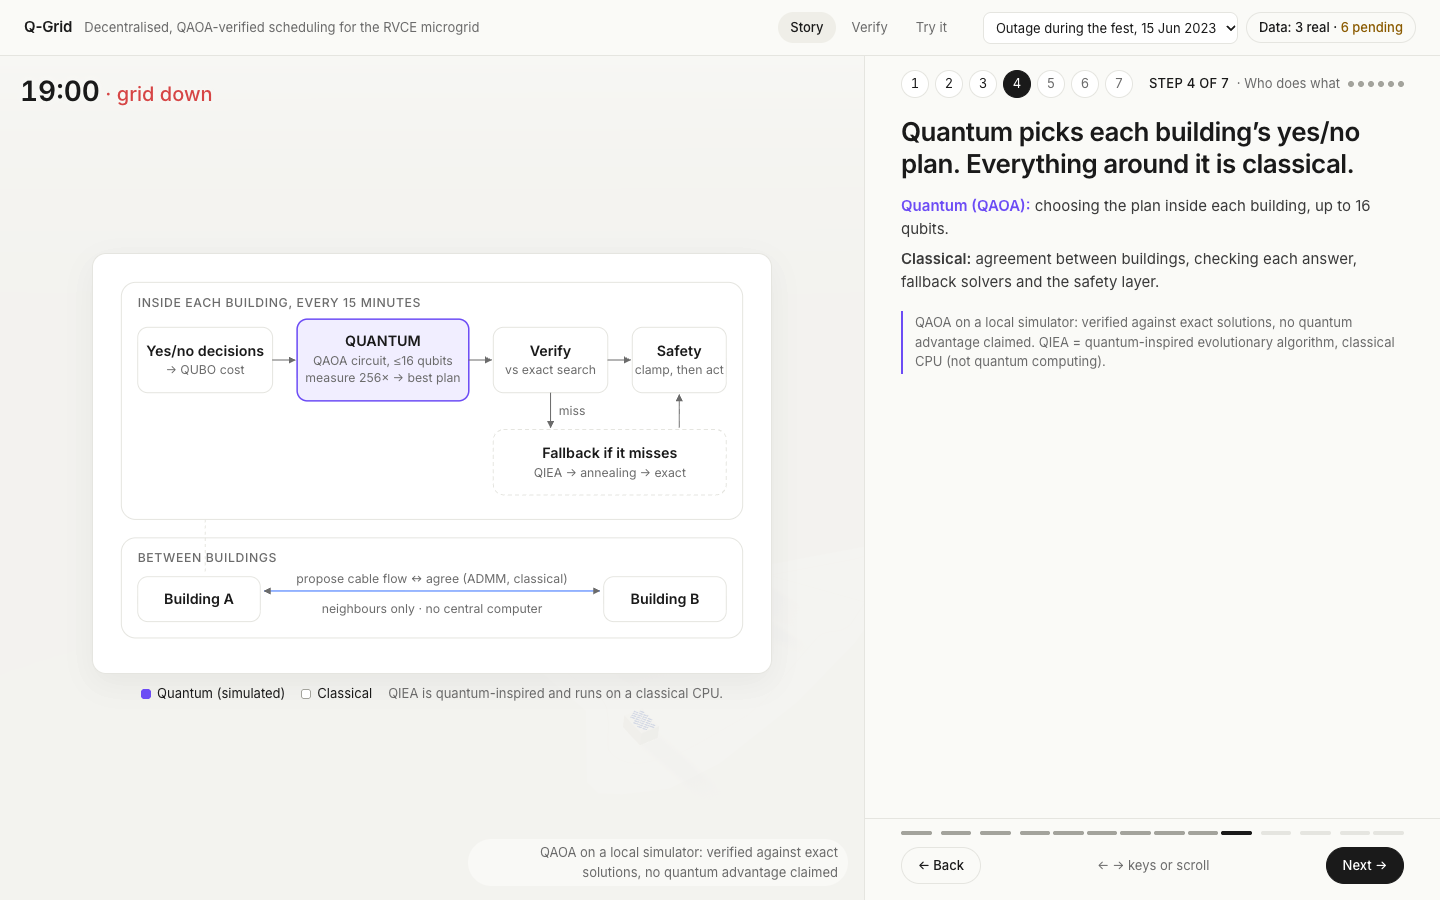 Q-Grid Decentralised, QAOA-verified scheduling for the RVCE microgrid
Story Verify Try it
Outage during the fest, 15 Jun 2023
Data: 3 real · 6 pending
19:00 · grid down
INSIDE EACH BUILDING, EVERY 15 MINUTES
Yes/no decisions
→ QUBO cost
QUANTUM
QAOA circuit, ≤16 qubits
measure 256× → best plan
Verify
vs exact search
Safety
clamp, then act
miss
Fallback if it misses
QIEA → annealing → exact
BETWEEN BUILDINGS
Building A
propose cable flow ↔ agree (ADMM, classical)
neighbours only · no central computer
Building B
Quantum (simulated) Classical QIEA is quantum-inspired and runs on a classical CPU.
QAOA on a local simulator: verified against exact
solutions, no quantum advantage claimed
1 2 3 4 5 6 7 STEP 4 OF 7 · Who does what
Quantum picks each building’s yes/no
plan. Everything around it is classical.
Quantum (QAOA): choosing the plan inside each building, up to 16
qubits.
Classical: agreement between buildings, checking each answer,
fallback solvers and the safety layer.
QAOA on a local simulator: verified against exact solutions, no quantum
advantage claimed. QIEA = quantum-inspired evolutionary algorithm, classical
CPU (not quantum computing).
← Back
← → keys or scroll
Next →